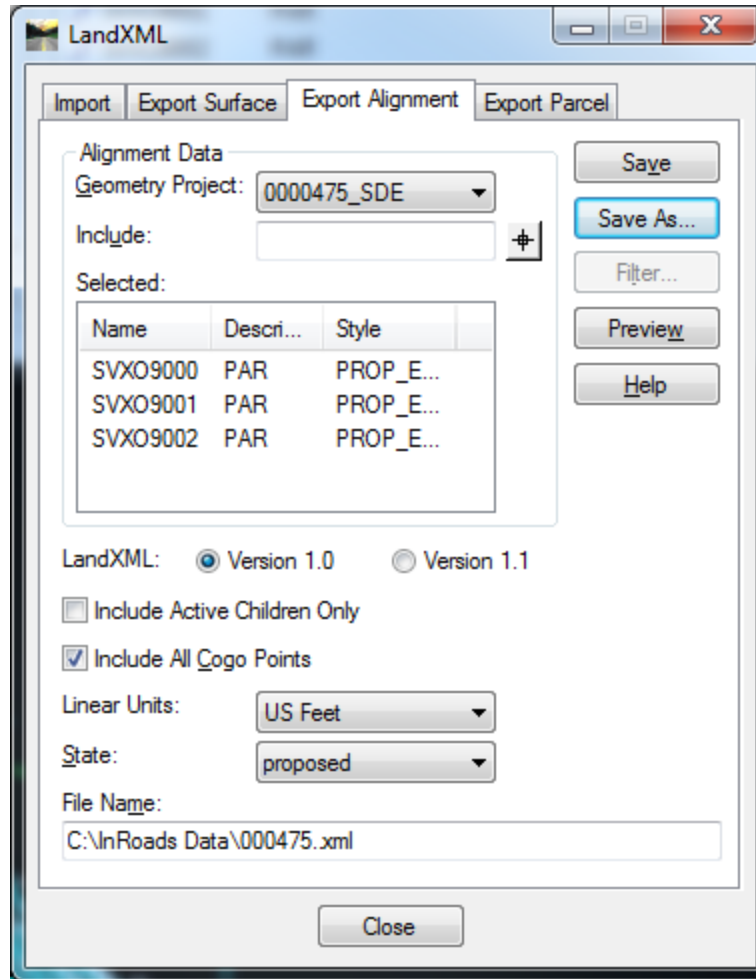 LandXML
Import Export Surface Export Alignment Export Parcel
Alignment Data
Geometry Project: 0000475_SDE
Include:
Selected:
Name Descri... Style
SVXO9000 PAR PROP_E...
SVXO9001 PAR PROP_E...
SVXO9002 PAR PROP_E...
Save
Save As...
Filter...
Preview
Help
LandXML: Version 1.0 Version 1.1
Include Active Children Only
Include All Cogo Points
Linear Units: US Feet
State: proposed
File Name:
C:\InRoads Data\000475..xml
Close